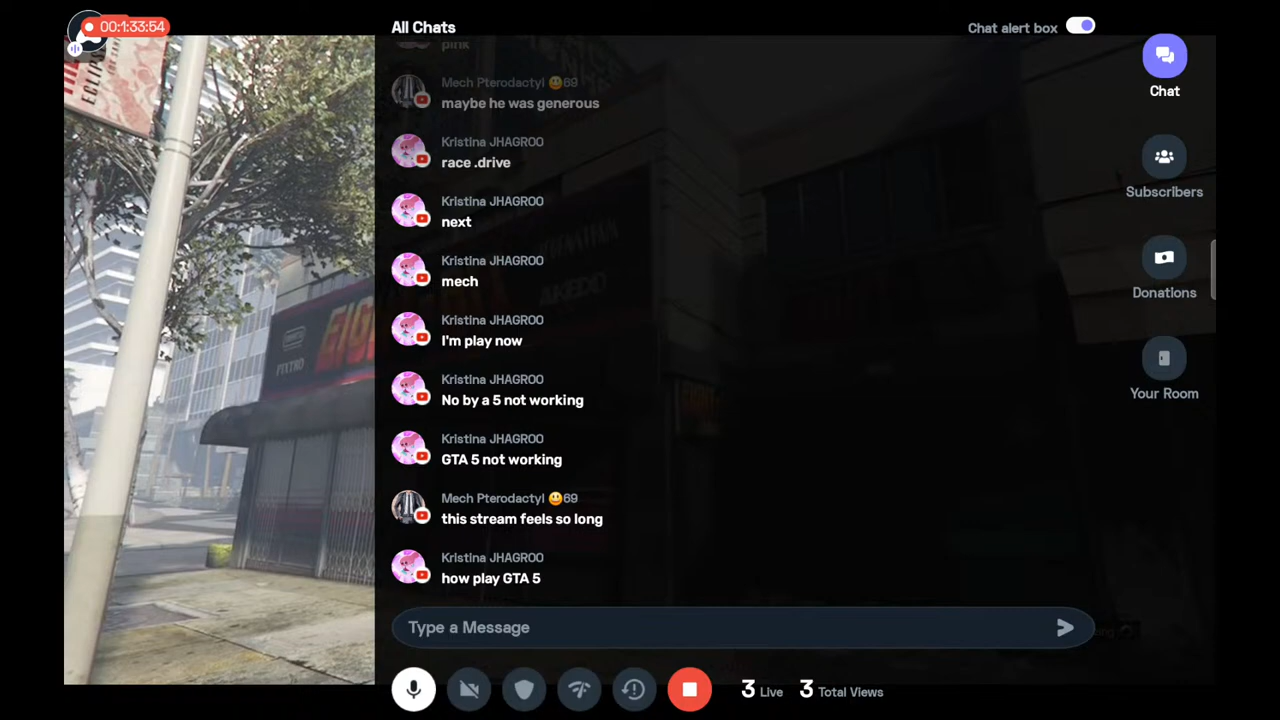 00:1:33:54
All Chats
Chat alert box
pink
Mech Pterodactyl 😃69
maybe he was generous
Kristina JHAGROO
race .drive
Kristina JHAGROO
next
Kristina JHAGROO
mech
Kristina JHAGROO
I'm play now
Kristina JHAGROO
No by a 5 not working
Kristina JHAGROO
GTA 5 not working
Mech Pterodactyl 😃69
this stream feels so long
Kristina JHAGROO
how play GTA 5
Type a Message
3 Live 3 Total Views
Chat
Subscribers
Donations
Your Room
ECLIPSE
PIXTRO